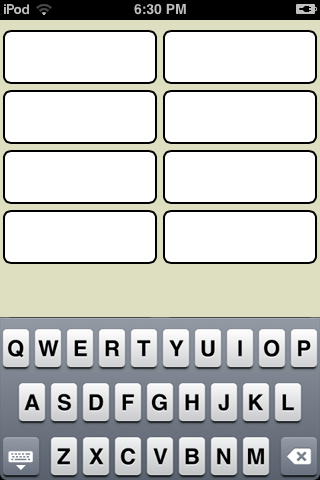 iPod 6:30 PM
Q W E R T Y U I O P
A S D F G H J K L
Z X C V B N M